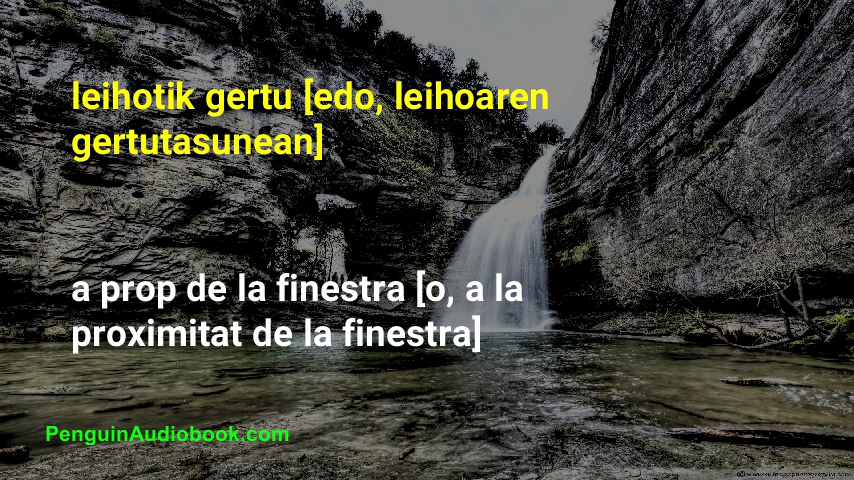 leihotik gertu [edo, leihoaren
gertutasunean]
a prop de la finestra [o, a la
proximitat de la finestra]
PenguinAudiobook.com